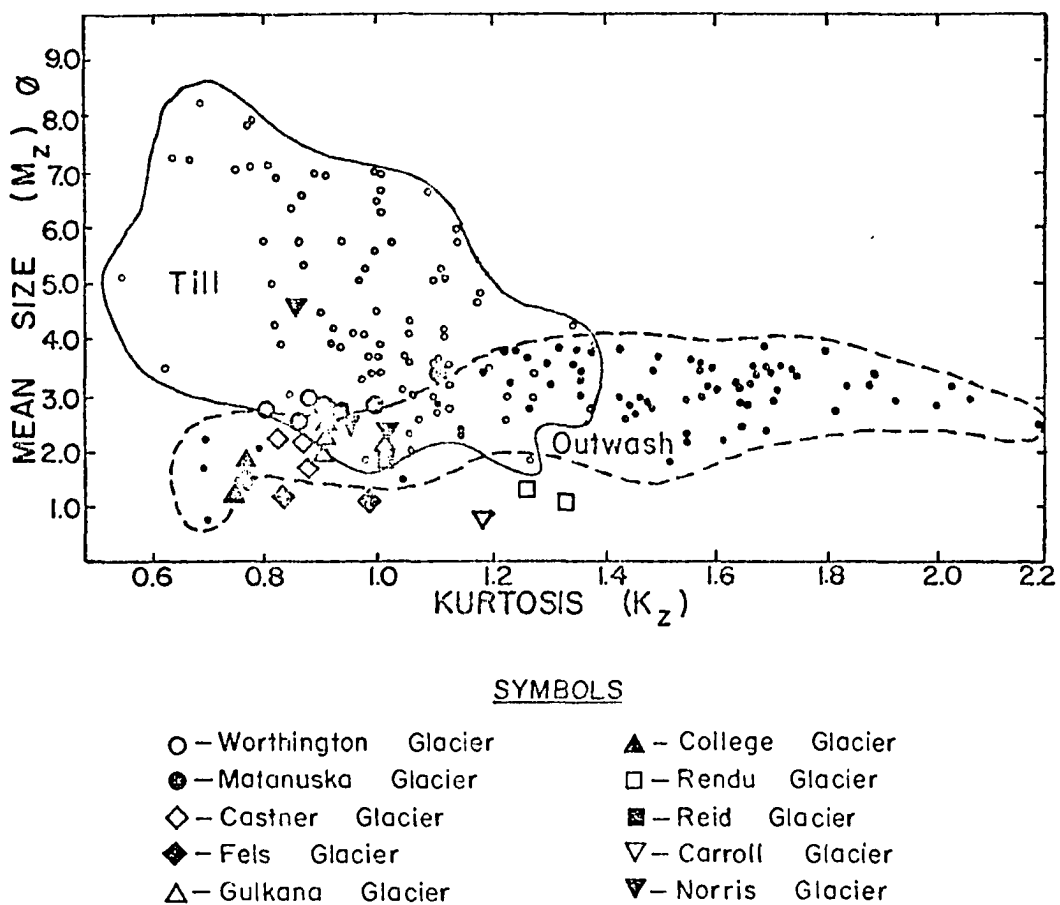 MEAN SIZE (Mz) Ø
9.0
8.0
7.0
6.0
5.0
4.0
3.0
2.0
1.0
Till
Outwash
0.6
0.8
1.0
1.2
1.4
1.6
1.8
2.0
2.2
KURTOSIS (Kz)
SYMBOLS
– Worthington Glacier
– Matanuska Glacier
– Castner Glacier
– Fels Glacier
– Gulkana Glacier
– College Glacier
– Rendu Glacier
– Reid Glacier
– Carroll Glacier
– Norris Glacier